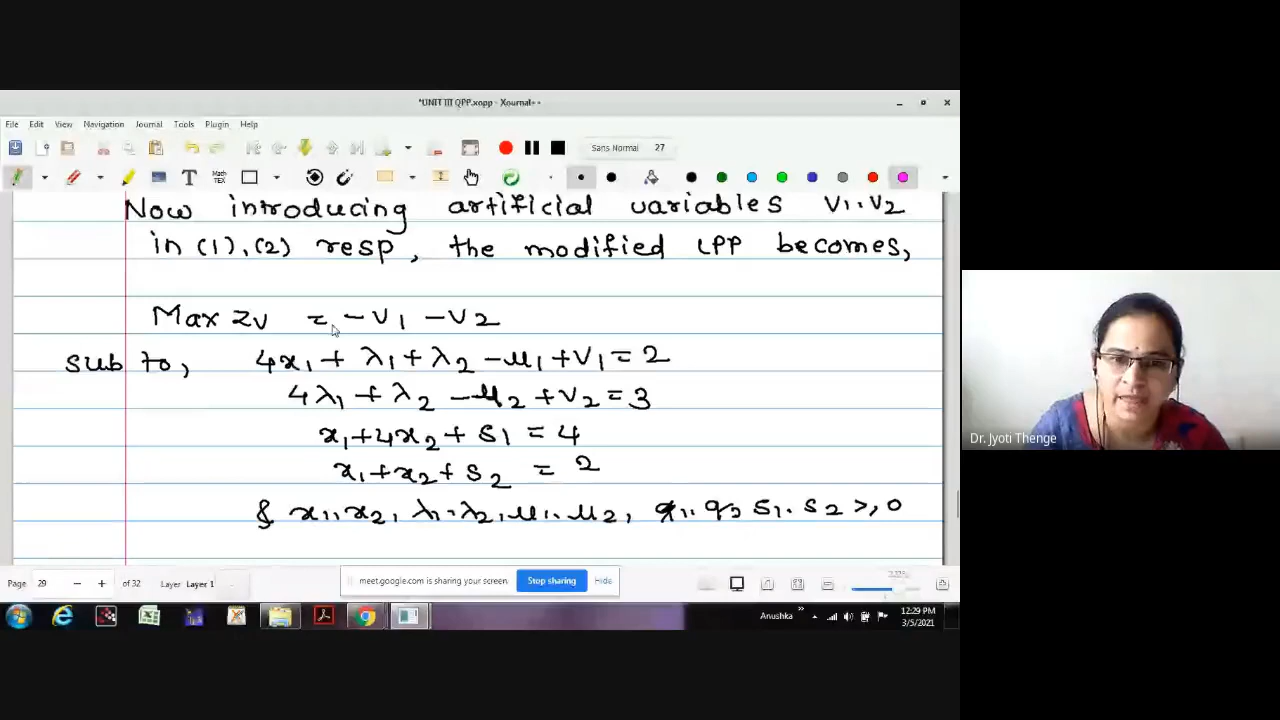 *UNIT III QPP.xopp - Xournal++
File Edit View Navigation Journal Tools Plugin Help
Sans Normal 27
Now introducing artificial variables v1, v2
in (1), (2) resp, the modified LPP becomes,
Max zv = -v1 - v2
sub to, 4x1 + λ1 + λ2 - μ1 + v1 = 2
4λ1 + λ2 - μ2 + v2 = 3
x1 + 4x2 + s1 = 4
x1 + x2 + s2 = 2
& x1, x2, λ1, λ2, μ1, μ2, q1, q2 s1, s2 >, 0
Dr. Jyoti Thenge
Page 29 of 32 Layer Layer 1
meet.google.com is sharing your screen Stop sharing Hide
Anushka
12:29 PM
3/5/2021